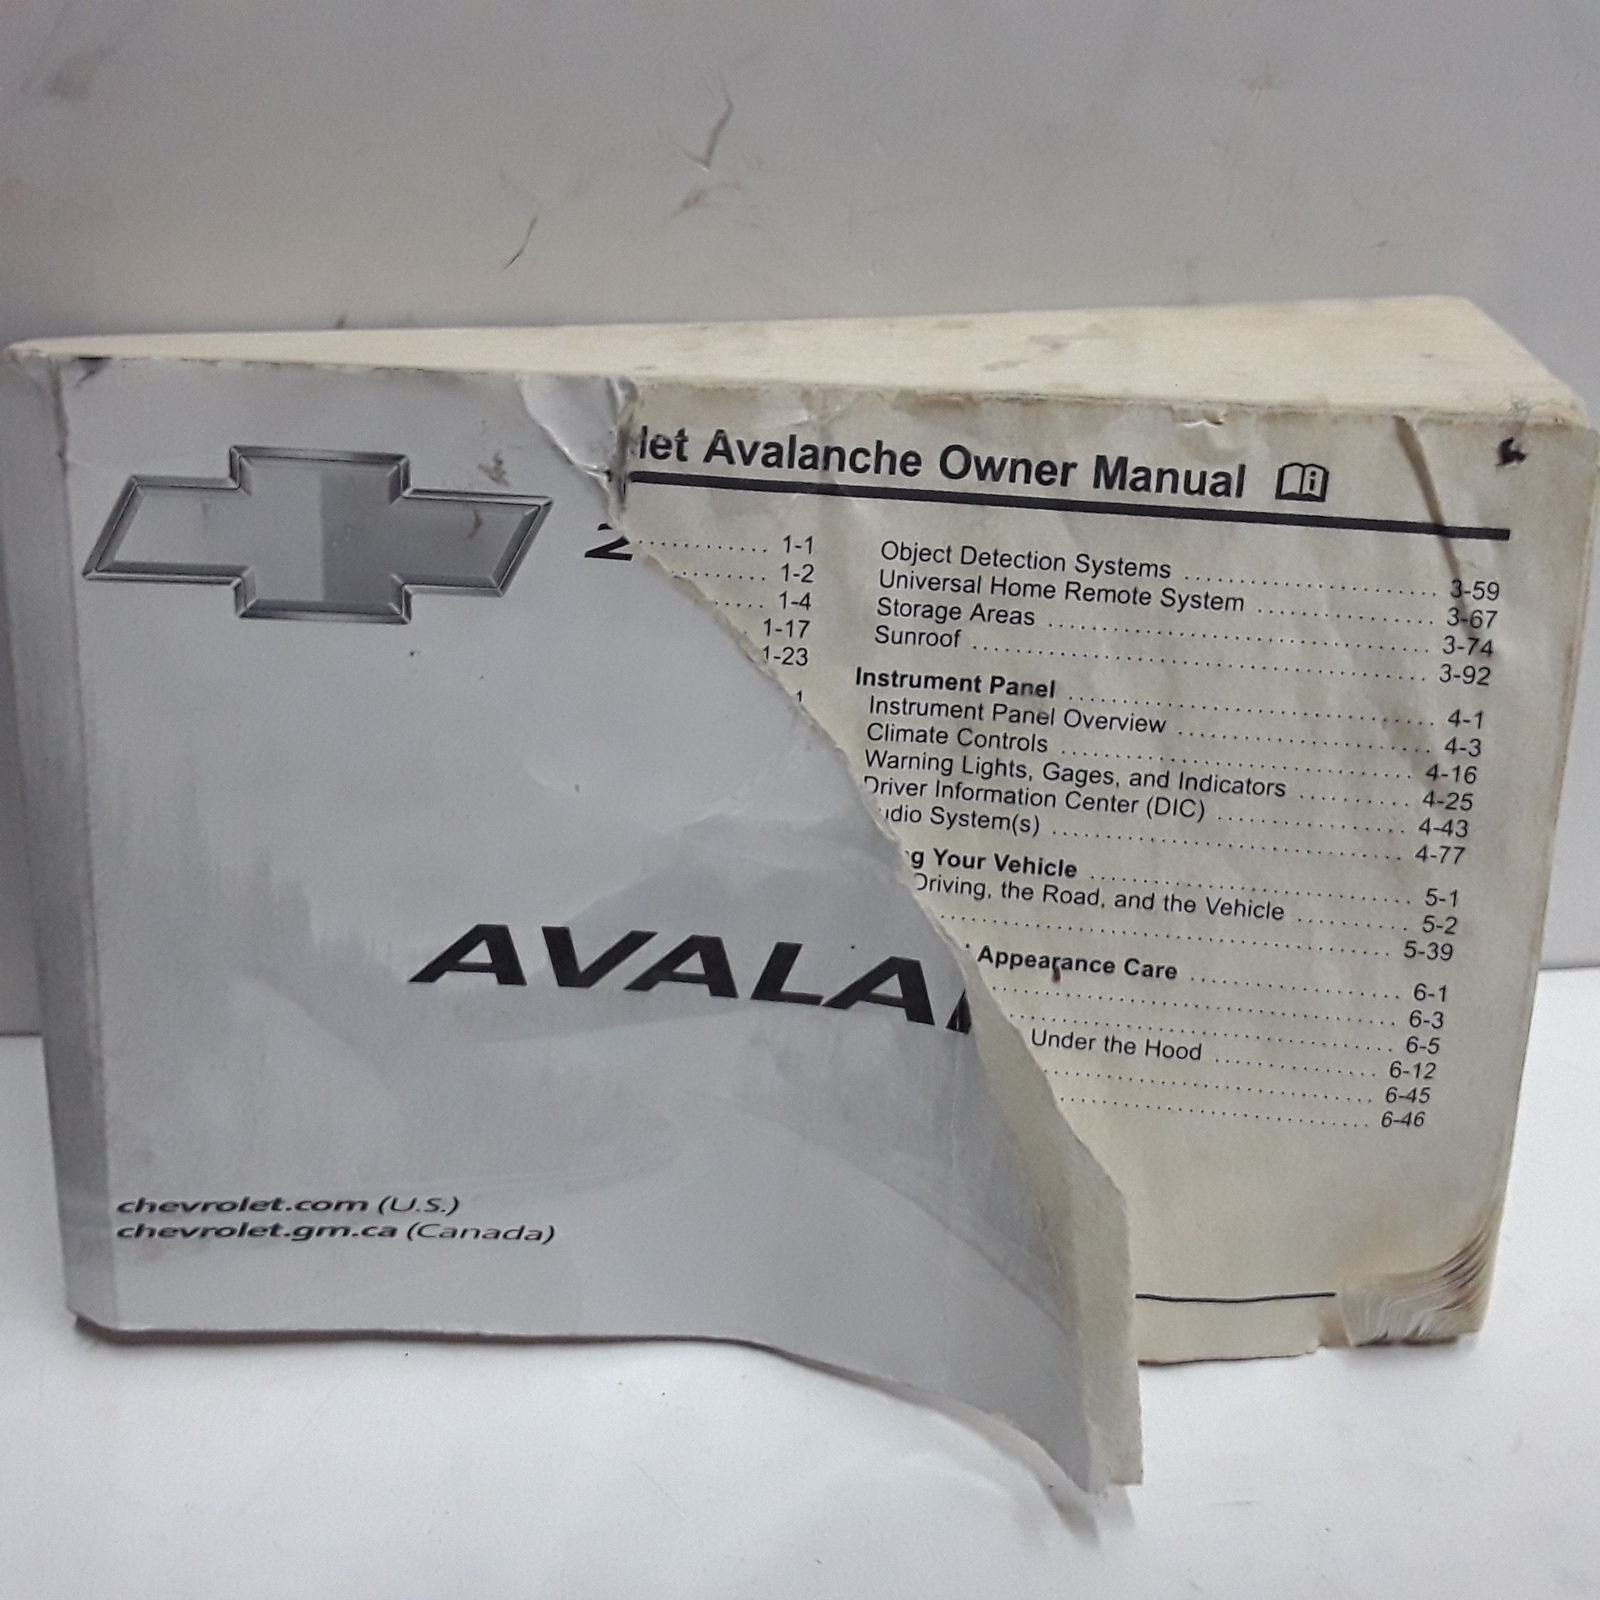 let Avalanche Owner Manual
2
1-1
1-2
1-4
1-17
1-23
1
Object Detection Systems 3-59
Universal Home Remote System 3-67
Storage Areas 3-74
Sunroof 3-92
Instrument Panel 4-1
Instrument Panel Overview 4-3
Climate Controls 4-16
Warning Lights, Gages, and Indicators 4-25
Driver Information Center (DIC) 4-43
udio System(s) 4-77
g Your Vehicle 5-1
Driving, the Road, and the Vehicle 5-2
5-39
Appearance Care 6-1
6-3
6-5
Under the Hood 6-12
6-45
6-46
AVALA
chevrolet.com (U.S.)
chevrolet.gm.ca (Canada)